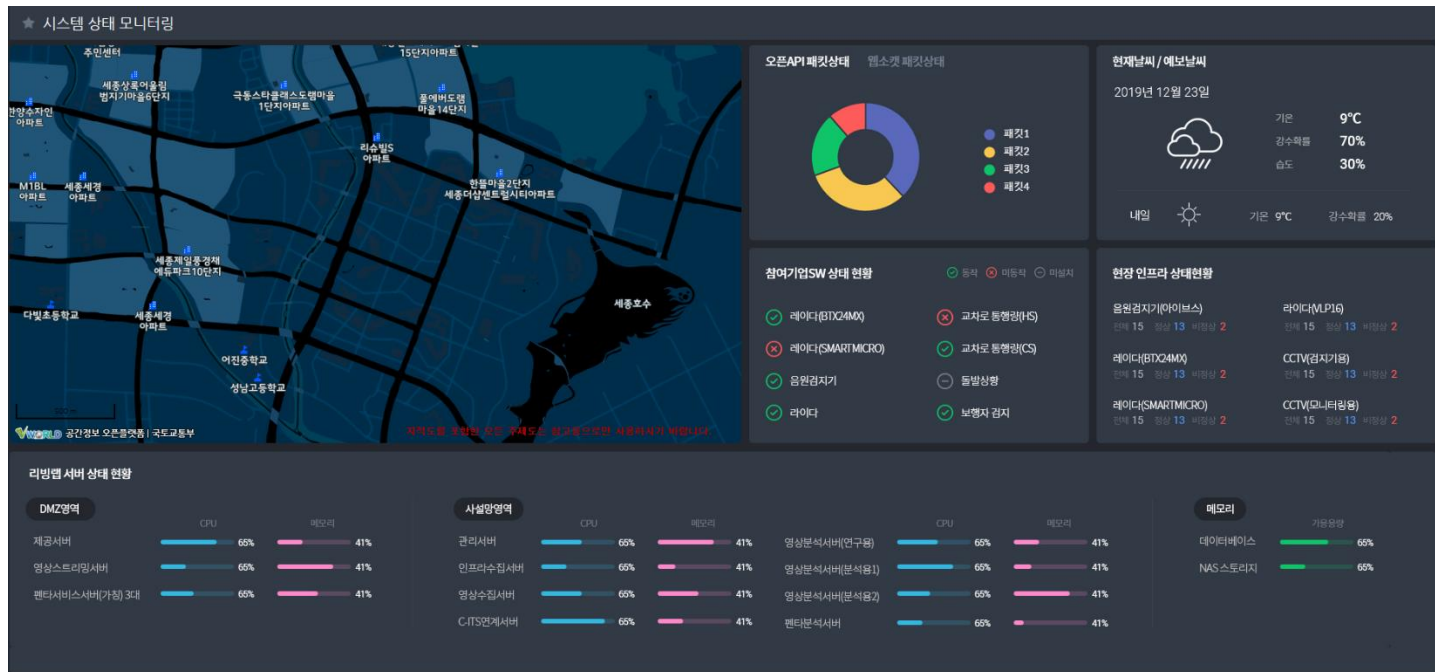 시스템 상태 모니터링
주민센터
15단지아파트
세종상록어울림
범지기마을6단지
극동스타클래스도램마을
1단지아파트
풀에버도램
마을14단지
한양수자인
아파트
리슈빌S
아파트
M1BL
아파트
세종세경
아파트
한뜰마을2단지
세종더샵센트럴시티아파트
세종제일풍경채
에듀파크10단지
다빛초등학교
세종세경
아파트
세종호수
어진중학교
성남고등학교
500 m
VWORLD 공간정보 오픈플랫폼 | 국토교통부
오픈API 패킷상태 웹소캣 패킷상태
패킷1
패킷2
패킷3
패킷4
현재날씨 / 예보날씨
2019년 12월 23일
기온 9℃
강수확률 70%
습도 30%
내일 기온 9℃ 강수확률 20%
참여기업SW 상태 현황 동작 미동작 미설치
레이다(BTX24MX) 교차로 통행량(HS)
레이다(SMARTMICRO) 교차로 통행량(CS)
음원검지기 돌발상황
라이다 보행자 검지
현장 인프라 상태현황
음원검지기(아이브스) 라이다(VLP16)
전체 15 정상 13 비정상 2 전체 15 정상 13 비정상 2
레이다(BTX24MX) CCTV(검지기용)
전체 15 정상 13 비정상 2 전체 15 정상 13 비정상 2
레이다(SMARTMICRO) CCTV(모니터링용)
전체 15 정상 13 비정상 2 전체 15 정상 13 비정상 2
리빙랩 서버 상태 현황
DMZ영역
CPU 메모리
제공서버 65% 41%
영상스트리밍서버 65% 41%
펜타서비스서버(가칭) 3대 65% 41%
사설망영역
CPU 메모리 CPU 메모리
관리서버 65% 41% 영상분석서버(연구용) 65% 41%
인프라수집서버 65% 41% 영상분석서버(분석용1) 65% 41%
영상수집서버 65% 41% 영상분석서버(분석용2) 65% 41%
C-ITS연계서버 65% 41% 펜타분석서버 65% 41%
메모리
가용용량
데이터베이스 65%
NAS 스토리지 65%